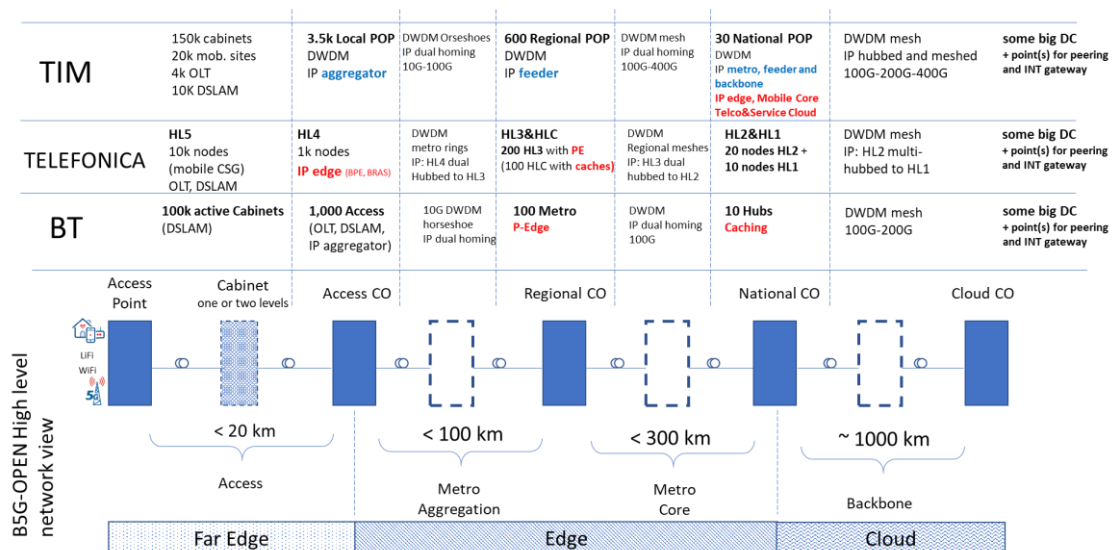 TIM
150k cabinets
20k mob. sites
4k OLT
10K DSLAM
3.5k Local POP
DWDM
IP aggregator
DWDM Orseshoes
IP dual homing
10G-100G
600 Regional POP
DWDM
IP feeder
DWDM mesh
IP dual homing
100G-400G
30 National POP
DWDM
IP metro, feeder and
backbone
IP edge, Mobile Core
Telco&Service Cloud
DWDM mesh
IP hubbed and meshed
100G-200G-400G
some big DC
+ point(s) for peering
and INT gateway
TELEFONICA
HL5
10k nodes
(mobile CSG)
OLT, DSLAM
HL4
1k nodes
IP edge (BPE, BRAS)
DWDM
metro rings
IP: HL4 dual
Hubbed to HL3
HL3&HLC
200 HL3 with PE
(100 HLC with caches)
DWDM
Regional meshes
IP: HL3 dual
hubbed to HL2
HL2&HL1
20 nodes HL2 +
10 nodes HL1
DWDM mesh
IP: HL2 multi-
hubbed to HL1
some big DC
+ point(s) for peering
and INT gateway
BT
100k active Cabinets
(DSLAM)
1,000 Access
(OLT, DSLAM,
IP aggregator)
10G DWDM
horseshoe
IP dual homing
100 Metro
P-Edge
DWDM
IP dual homing
100G
10 Hubs
Caching
DWDM mesh
100G-200G
some big DC
+ point(s) for peering
and INT gateway
B5G-OPEN High level
network view
Access
Point
Cabinet
one or two levels
Access CO
Regional CO
National CO
Cloud CO
LiFi
WiFi
5G
< 20 km
< 100 km
< 300 km
~ 1000 km
Access
Metro
Aggregation
Metro
Core
Backbone
Far Edge
Edge
Cloud